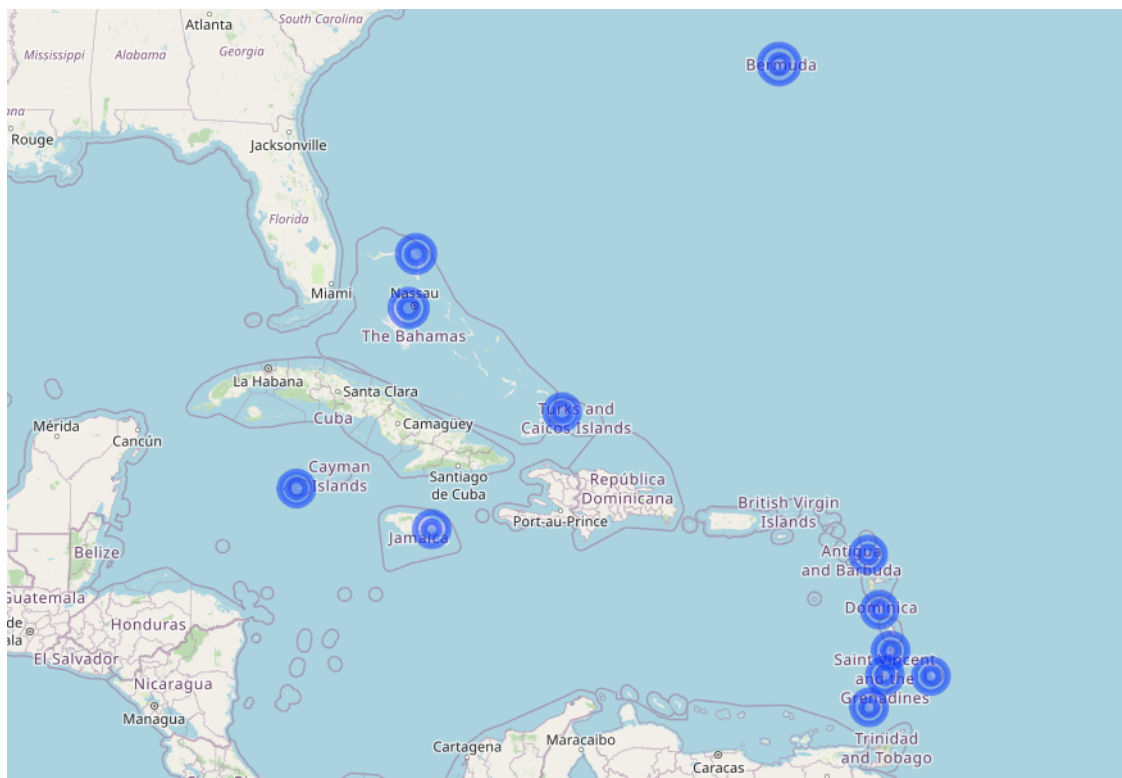 South Carolina
Atlanta
Mississippi
Alabama
Georgia
Bermuda
Rouge
Jacksonville
Florida
Miami
Nassau
The Bahamas
La Habana
Santa Clara
Cuba
Camagüey
Turks and
Caicos Islands
Mérida
Cancún
Cayman
Islands
Santiago
de Cuba
República
Dominicana
Port-au-Prince
British Virgin
Islands
Jamaica
Belize
Antigua
and Barbuda
Guatemala
Honduras
Dominica
El Salvador
Nicaragua
Managua
Saint Vincent
and the
Grenadines
Cartagena
Maracaibo
Caracas
Trinidad
and Tobago